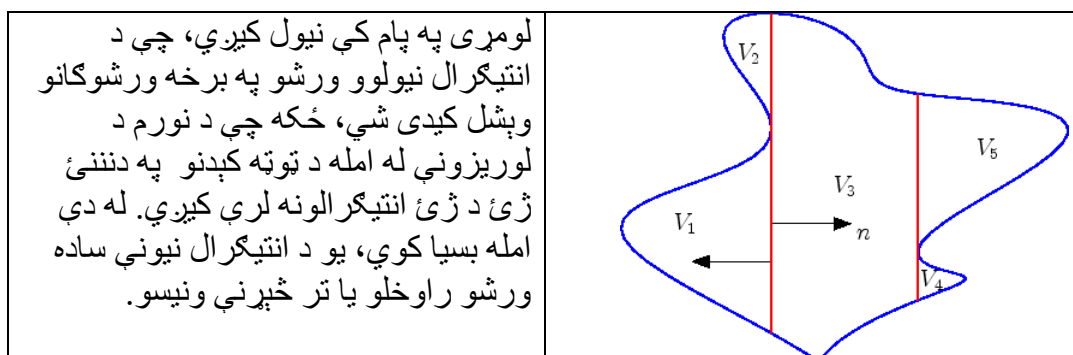 لومړی په پام کې نیول کیږي، چې د
انتیګرال نیولوو ورشو په برخه ورشوګانو
وېشل کیدی شي، ځکه چې د نورم د
لوریزونې له امله د ټوټه کېدنو په دنننئ
ژئ د ژئ انتیګرالونه لرې کیږي. له دې
امله بسیا کوي، یو د انتیګرال نیونې ساده
ورشو راوخلو یا تر څېړنې ونیسو.
V₂
V₅
V₃
V₁
n
V₄